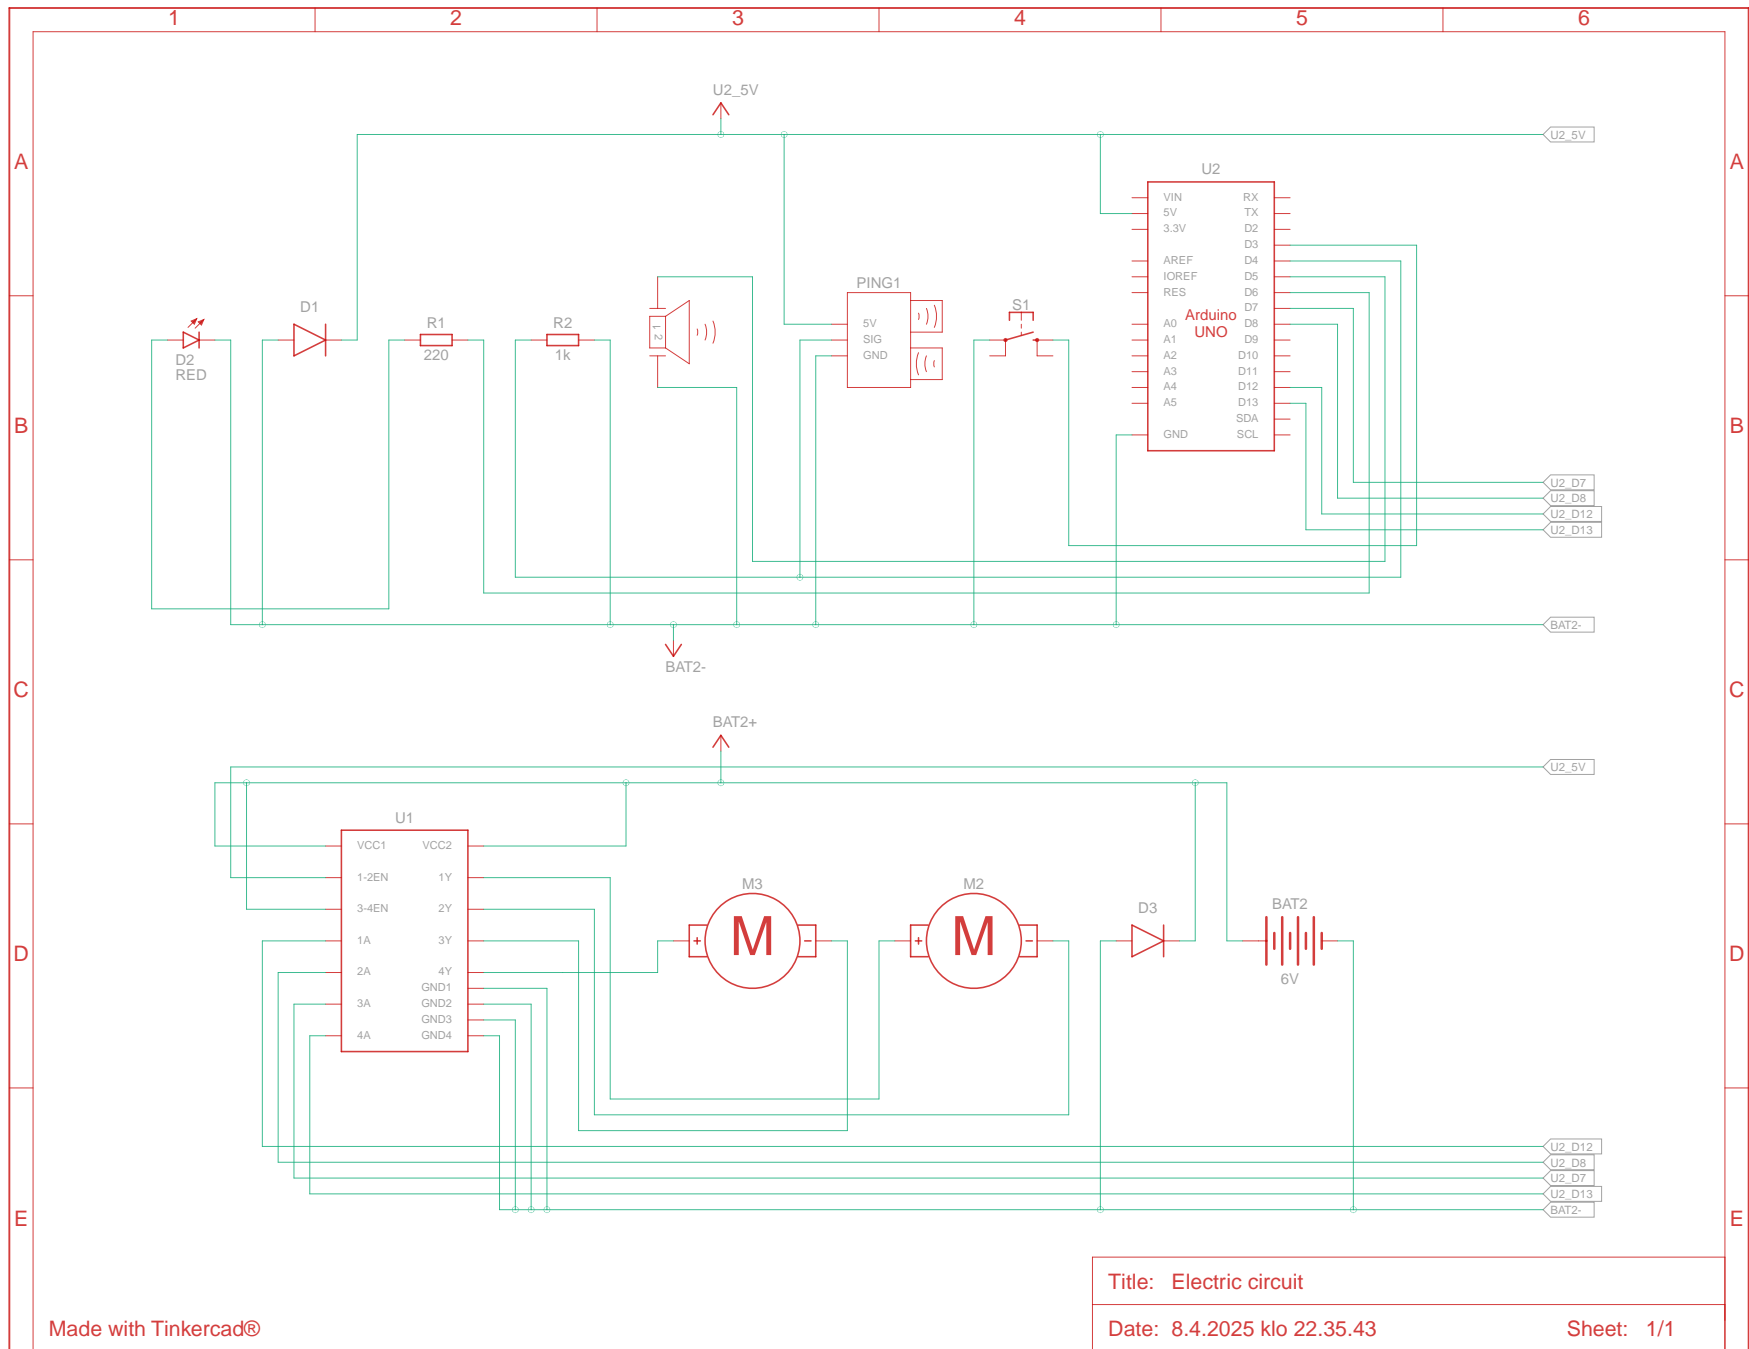 1 2 3 4 5 6
U2_5V
U2_5V
A A
U2
VIN RX
5V TX
3.3V D2
D3
AREF D4
IOREF D5
RES D6
D7
A0 D8
A1 D9
A2 D10
A3 D11
A4 D12
A5 D13
SDA
GND SCL
Arduino
UNO
PING1
5V
SIG
GND
D1
R1
220
R2
1k
1 2
S1
D2
RED
B B
U2_D7
U2_D8
U2_D12
U2_D13
BAT2-
BAT2-
C C
BAT2+
U2_5V
U1
VCC1 VCC2
1-2EN 1Y
3-4EN 2Y
1A 3Y
2A 4Y
GND1
3A GND2
GND3
4A GND4
M3
+ M -
M2
+ M -
D3
BAT2
6V
D D
U2_D12
U2_D8
U2_D7
U2_D13
BAT2-
E E
Title: Electric circuit
Made with Tinkercad®
Date: 8.4.2025 klo 22.35.43 Sheet: 1/1